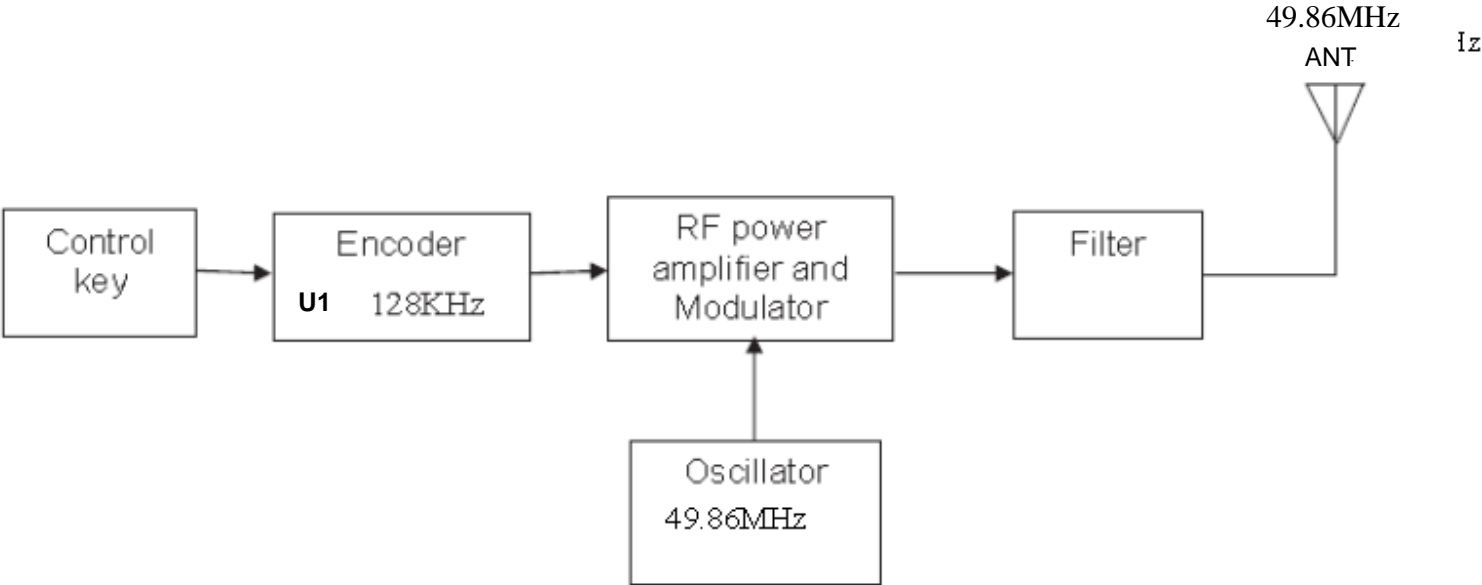 49.86MHz
ANT
Control
key
Encoder
U1 128KHz
RF power
amplifier and
Modulator
Filter
Oscillator
49.86MHz